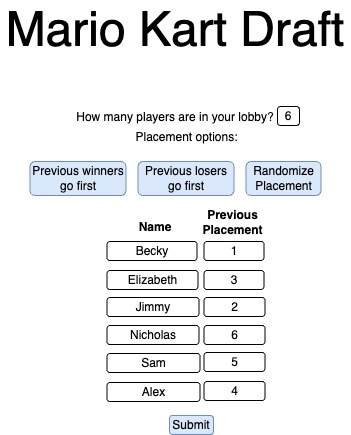 Mario Kart Draft
How many players are in your lobby? 6
Placement options:
Previous winners go first
Previous losers go first
Randomize Placement
Name Previous Placement
Becky 1
Elizabeth 3
Jimmy 2
Nicholas 6
Sam 5
Alex 4
Submit